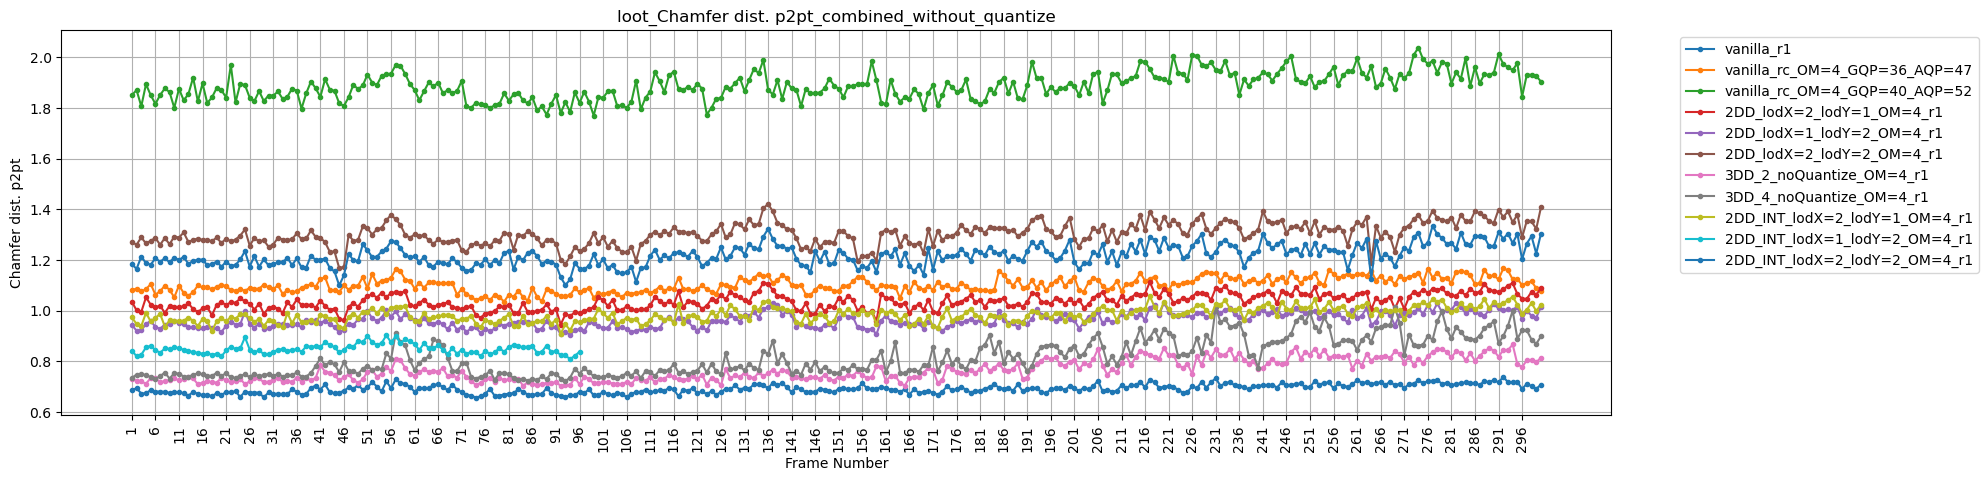 loot_Chamfer dist. p2pt_combined_without_quantize
Chamfer dist. p2pt
2.0
1.8
1.6
1.4
1.2
1.0
0.8
0.6
1 6 11 16 21 26 31 36 41 46 51 56 61 66 71 76 81 86 91 96 101 106 111 116 121 126 131 136 141 146 151 156 161 166 171 176 181 186 191 196 201 206 211 216 221 226 231 236 241 246 251 256 261 266 271 276 281 286 291 296
Frame Number
vanilla_r1
vanilla_rc_OM=4_GQP=36_AQP=47
vanilla_rc_OM=4_GQP=40_AQP=52
2DD_lodX=2_lodY=1_OM=4_r1
2DD_lodX=1_lodY=2_OM=4_r1
2DD_lodX=2_lodY=2_OM=4_r1
3DD_2_noQuantize_OM=4_r1
3DD_4_noQuantize_OM=4_r1
2DD_INT_lodX=2_lodY=1_OM=4_r1
2DD_INT_lodX=1_lodY=2_OM=4_r1
2DD_INT_lodX=2_lodY=2_OM=4_r1